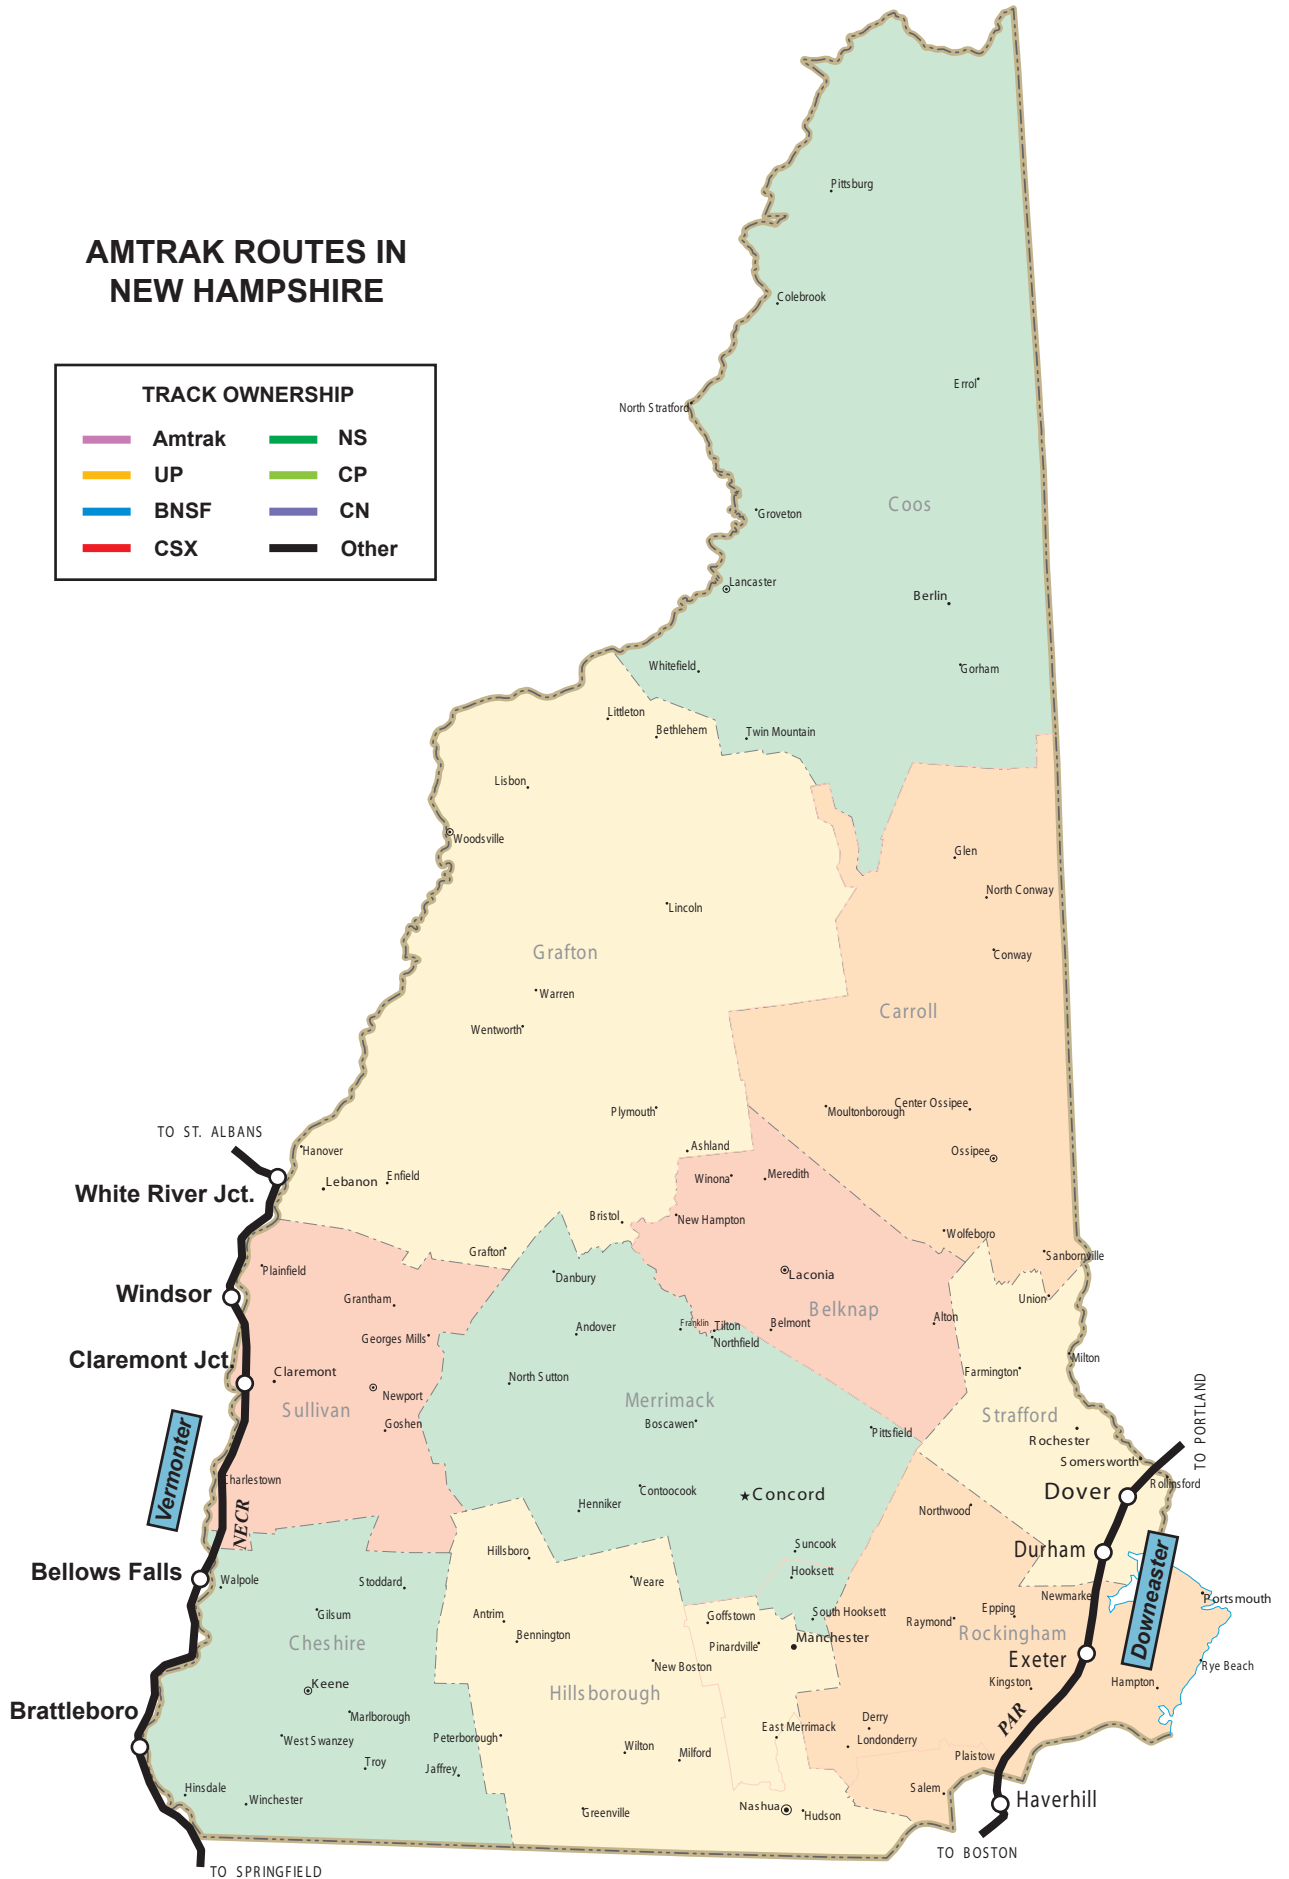 AMTRAK ROUTES IN
NEW HAMPSHIRE
TRACK OWNERSHIP
Amtrak
NS
UP
CP
BNSF
CN
CSX
Other
Pittsburg
Colebrook
Errol
North Stratford
Coos
Groveton
Lancaster
Berlin
Whitefield
Gorham
Littleton
Bethlehem
Twin Mountain
Lisbon
Woodsville
Glen
North Conway
Lincoln
Grafton
Conway
Warren
Carroll
Wentworth
Plymouth
Moultonborough
Center Ossipee
TO ST. ALBANS
Hanover
Ashland
Ossipee
White River Jct.
Lebanon
Enfield
Winona
Meredith
Bristol
New Hampton
Wolfeboro
Grafton
Sanbornville
Plainfield
Danbury
Laconia
Windsor
Grantham
Union
Belknap
Georges Mills
Andover
Franklin
Tilton
Northfield
Belmont
Alton
Claremont Jct.
Claremont
North Sutton
Farmington
Milton
Newport
Sullivan
Merrimack
Strafford
TO PORTLAND
Goshen
Boscawen
Pittsfield
Rochester
Somersworth
Vermonter
Charlestown
NECR
Contoocook
Concord
Dover
Rollinsford
Henniker
Northwood
Hillsboro
Suncook
Durham
Bellows Falls
Walpole
Stoddard
Weare
Hooksett
Newmarke
Portsmouth
Gilsum
Antrim
Goffstown
South Hooksett
Raymond
Epping
Downeaster
Cheshire
Bennington
Pinardville
Manchester
Rockingham
Exeter
New Boston
Rye Beach
Keene
Hillsborough
Kingston
Hampton
Brattleboro
Marlborough
PAR
West Swanzey
Peterborough
East Merrimack
Derry
Londonderry
Wilton
Milford
Plaistow
Troy
Jaffrey
Hinsdale
Winchester
Salem
Greenville
Nashua
Hudson
Haverhill
TO BOSTON
TO SPRINGFIELD